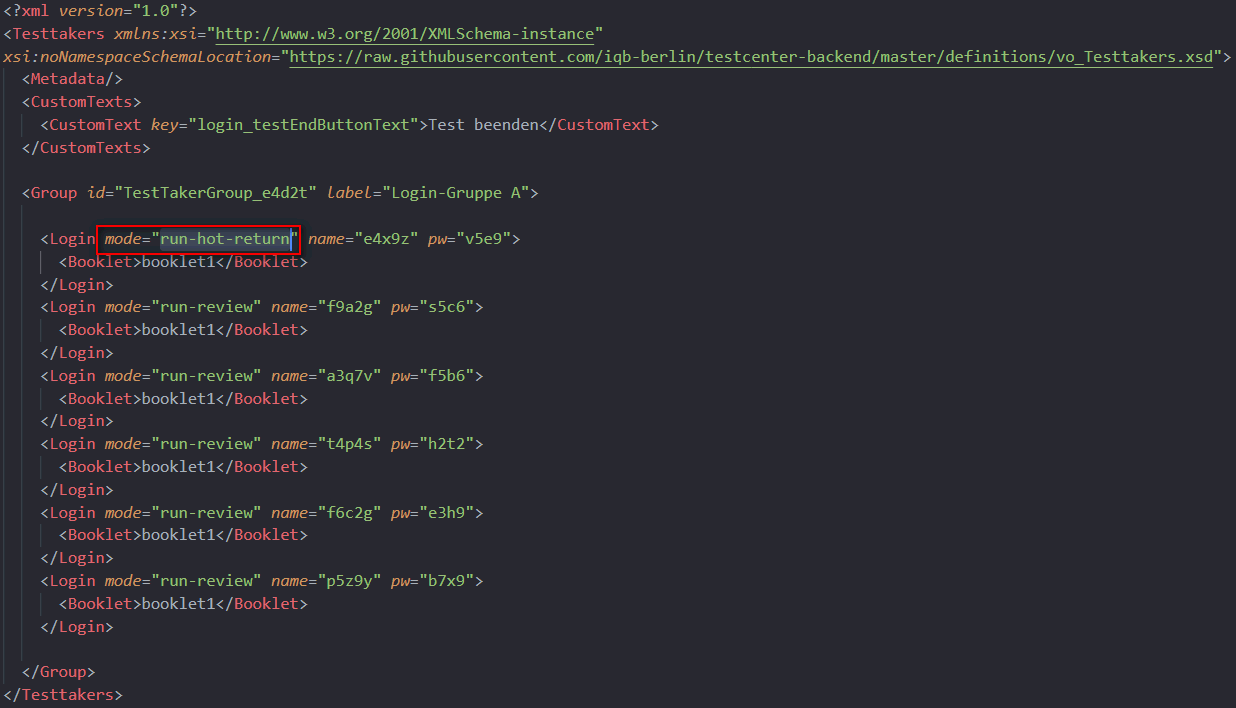 <?xml version="1.0"?>
<Testtakers xmlns:xsi="http://www.w3.org/2001/XMLSchema-instance"
xsi:noNamespaceSchemaLocation="https://raw.githubusercontent.com/iqb-berlin/testcenter-backend/master/definitions/vo_Testtakers.xsd">
  <Metadata/>
  <CustomTexts>
    <CustomText key="login_testEndButtonText">Test beenden</CustomText>
  </CustomTexts>

  <Group id="TestTakerGroup_e4d2t" label="Login-Gruppe A">

    <Login mode="run-hot-return" name="e4x9z" pw="v5e9">
      <Booklet>booklet1</Booklet>
    </Login>
    <Login mode="run-review" name="f9a2g" pw="s5c6">
      <Booklet>booklet1</Booklet>
    </Login>
    <Login mode="run-review" name="a3q7v" pw="f5b6">
      <Booklet>booklet1</Booklet>
    </Login>
    <Login mode="run-review" name="t4p4s" pw="h2t2">
      <Booklet>booklet1</Booklet>
    </Login>
    <Login mode="run-review" name="f6c2g" pw="e3h9">
      <Booklet>booklet1</Booklet>
    </Login>
    <Login mode="run-review" name="p5z9y" pw="b7x9">
      <Booklet>booklet1</Booklet>
    </Login>

  </Group>
</Testtakers>